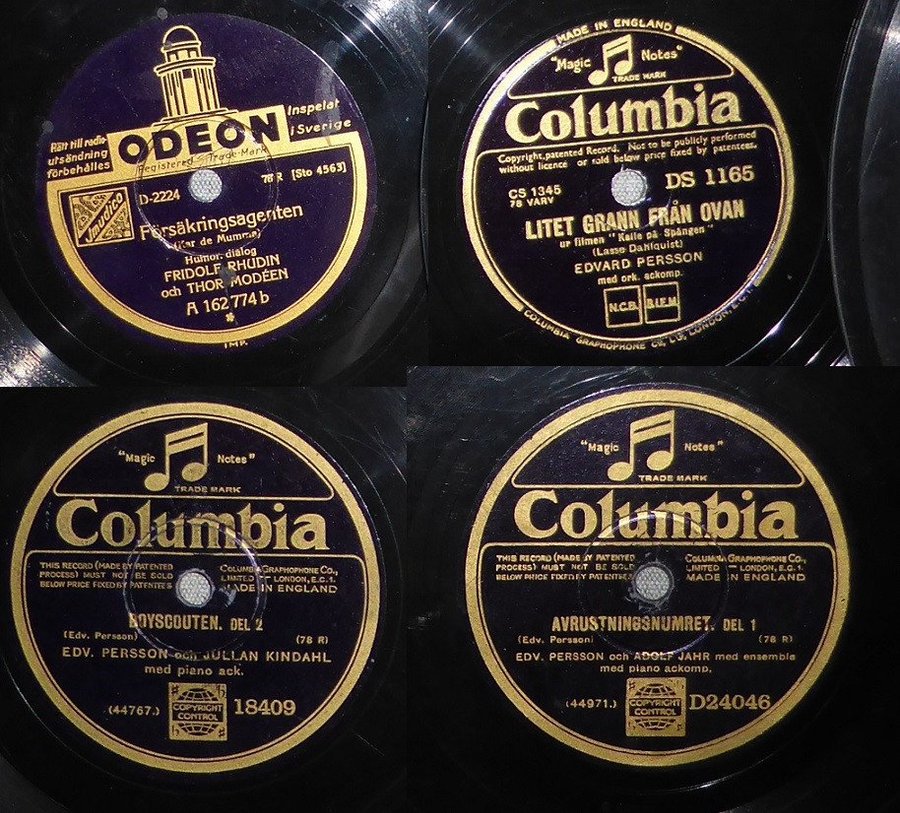 Rätt till radio-
utsändning
förbehålles
ODEON
Registered Trade-Mark
Inspelat
i Sverige
Jmudico
D-2224
78R [Sto 4563]
Försäkringsagenten
(Kar de Mumma)
Humor. dialog
FRIDOLF RHUDIN
och THOR MODÉEN
A 162774 b
*
IMP.
MADE IN ENGLAND
"Magic Notes"
TRADE MARK
Columbia
Copyright, patented Record. Not to be publicly performed
without licence or sold below price fixed by patentees.
CS 1345
78 VARV
DS 1165
LITET GRANN FRÅN OVAN
ur filmen "Kalle på Spången"
(Lasse Dahlquist)
EDVARD PERSSON
med ork. ackomp.
N.C.B. B.I.E.M.
COLUMBIA GRAPHOPHONE CO., LTD, LONDON, E.C.1.
"Magic Notes"
TRADE MARK
Columbia
THIS RECORD (MADE BY PATENTED
PROCESS) MUST NOT BE SOLD
BELOW PRICE FIXED BY PATENTEES
COLUMBIA GRAPHOPHONE CO.,
LIMITED — LONDON, E.C.1.
MADE IN ENGLAND
BOYSCOUTEN. DEL 2
(Edv. Persson) (78 R)
EDV. PERSSON och JULLAN KINDAHL
med piano ack.
(44767.)
COPYRIGHT
CONTROL
18409
"Magic Notes"
TRADE MARK
Columbia
THIS RECORD (MADE BY PATENTED
PROCESS) MUST NOT BE SOLD
BELOW PRICE FIXED BY PATENTEES
COLUMBIA GRAPHOPHONE CO.,
LIMITED — LONDON, E.C.1.
MADE IN ENGLAND
AVRUSTNINGSNUMRET. DEL 1
(Edv. Persson) (78 R)
EDV. PERSSON och ADOLF JAHR med ensemble
med piano ackomp.
(44971.)
COPYRIGHT
CONTROL
D24046